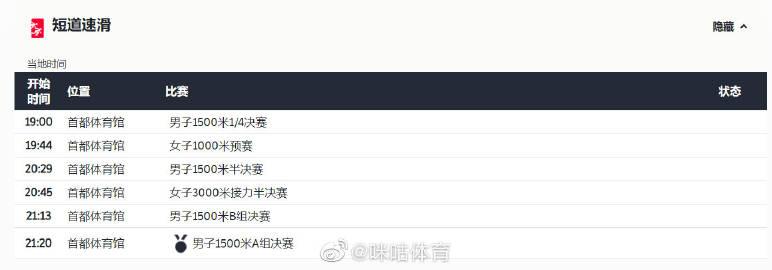 短道速滑
隐藏
当地时间
开始时间 位置 比赛 状态
19:00 首都体育馆 男子1500米1/4决赛
19:44 首都体育馆 女子1000米预赛
20:29 首都体育馆 男子1500米半决赛
20:45 首都体育馆 女子3000米接力半决赛
21:13 首都体育馆 男子1500米B组决赛
21:20 首都体育馆 男子1500米A组决赛
@咪咕体育